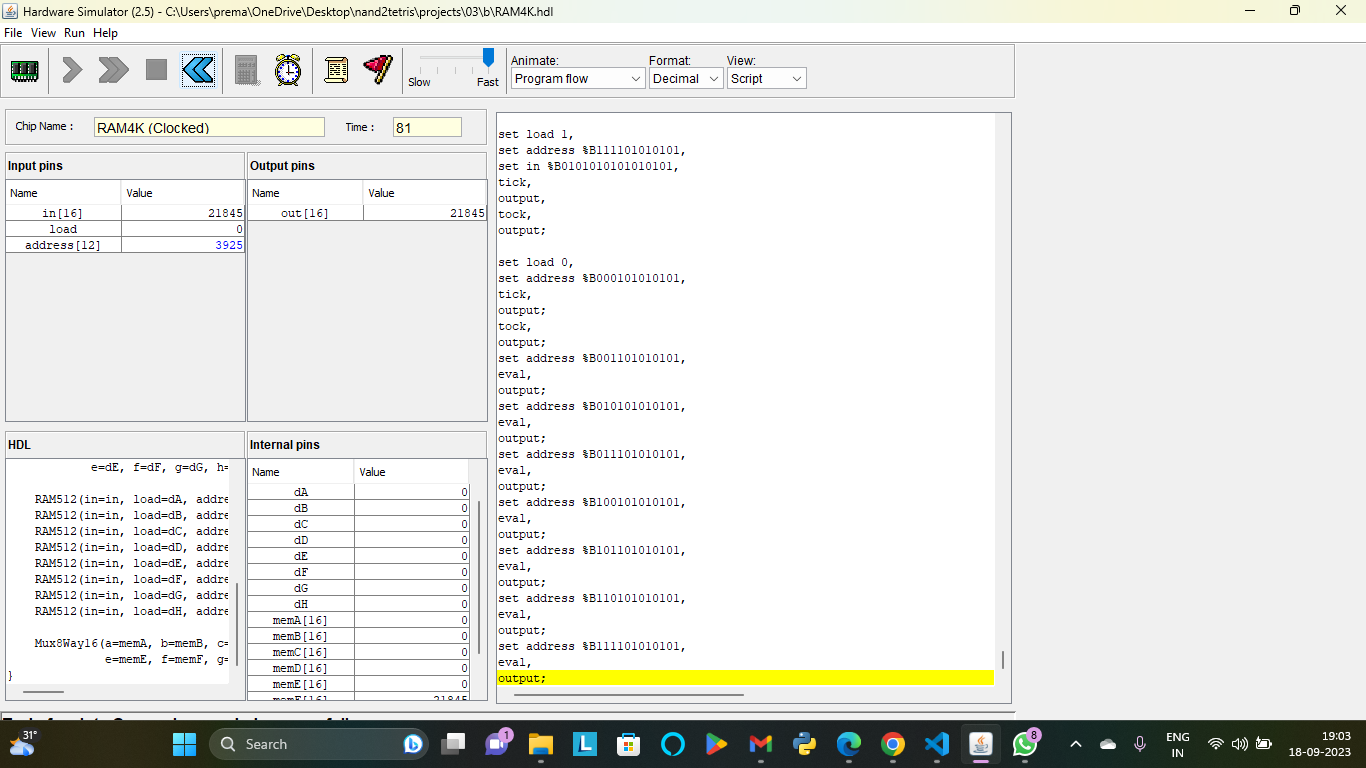 Hardware Simulator (2.5) - C:\Users\prema\OneDrive\Desktop\nand2tetris\projects\03\b\RAM4K.hdl
File View Run Help
Slow Fast
Animate: Format: View:
Program flow Decimal Script
Chip Name : RAM4K (Clocked) Time : 81
Input pins
Name Value
in[16] 21845
load 0
address[12] 3925
Output pins
Name Value
out[16] 21845
HDL
e=dE, f=dF, g=dG, h=
RAM512(in=in, load=dA, addre
RAM512(in=in, load=dB, addre
RAM512(in=in, load=dC, addre
RAM512(in=in, load=dD, addre
RAM512(in=in, load=dE, addre
RAM512(in=in, load=dF, addre
RAM512(in=in, load=dG, addre
RAM512(in=in, load=dH, addre
Mux8Way16(a=memA, b=memB, c=
e=memE, f=memF, g=
}
Internal pins
Name Value
dA 0
dB 0
dC 0
dD 0
dE 0
dF 0
dG 0
dH 0
memA[16] 0
memB[16] 0
memC[16] 0
memD[16] 0
memE[16] 0
21845
set load 1,
set address %B111101010101,
set in %B0101010101010101,
tick,
output,
tock,
output;
set load 0,
set address %B000101010101,
tick,
output;
tock,
output;
set address %B001101010101,
eval,
output;
set address %B010101010101,
eval,
output;
set address %B011101010101,
eval,
output;
set address %B100101010101,
eval,
output;
set address %B101101010101,
eval,
output;
set address %B110101010101,
eval,
output;
set address %B111101010101,
eval,
output;
31°
Search
1
L
8
ENG
IN
19:03
18-09-2023